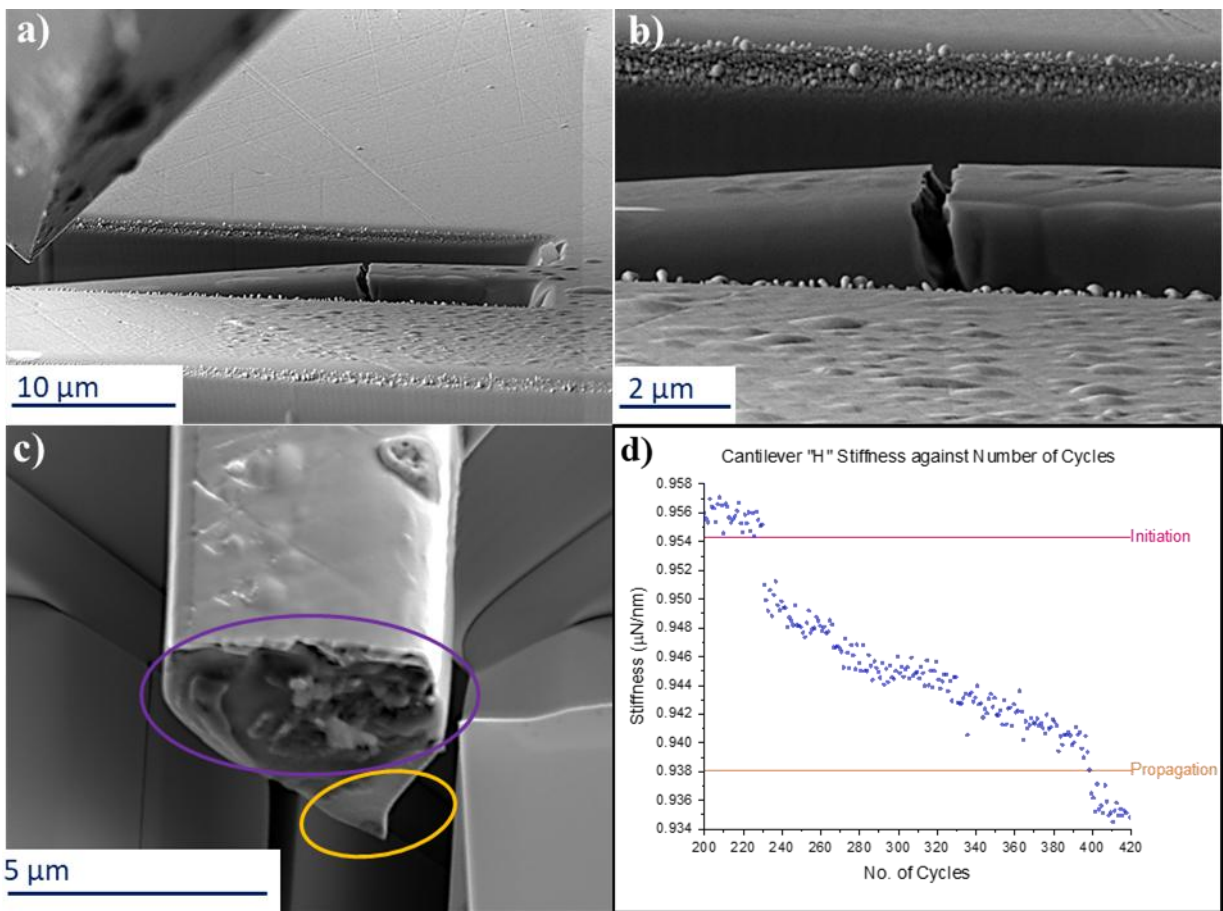 a)
10 µm
b)
2 µm
c)
5 µm
d)
Cantilever "H" Stiffness against Number of Cycles
Stiffness (µN/nm)
0.958
0.956
0.954
0.952
0.950
0.948
0.946
0.944
0.942
0.940
0.938
0.936
0.934
Initiation
Propagation
200 220 240 260 280 300 320 340 360 380 400 420
No. of Cycles